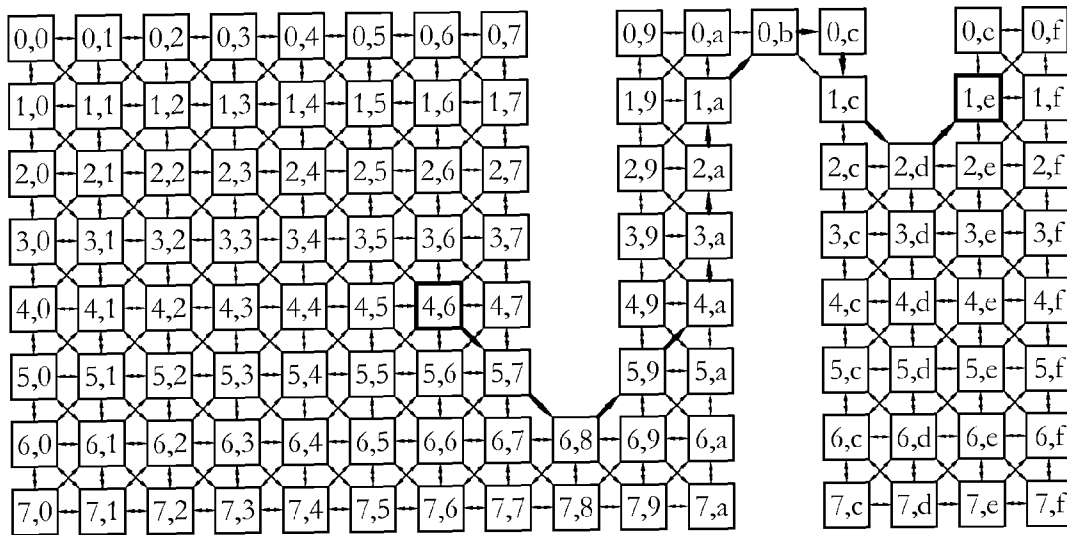 0,0 0,1 0,2 0,3 0,4 0,5 0,6 0,7 0,9 0,a 0,b 0,c 0,e 0,f
1,0 1,1 1,2 1,3 1,4 1,5 1,6 1,7 1,9 1,a 1,c 1,e 1,f
2,0 2,1 2,2 2,3 2,4 2,5 2,6 2,7 2,9 2,a 2,c 2,d 2,e 2,f
3,0 3,1 3,2 3,3 3,4 3,5 3,6 3,7 3,9 3,a 3,c 3,d 3,e 3,f
4,0 4,1 4,2 4,3 4,4 4,5 4,6 4,7 4,9 4,a 4,c 4,d 4,e 4,f
5,0 5,1 5,2 5,3 5,4 5,5 5,6 5,7 5,9 5,a 5,c 5,d 5,e 5,f
6,0 6,1 6,2 6,3 6,4 6,5 6,6 6,7 6,8 6,9 6,a 6,c 6,d 6,e 6,f
7,0 7,1 7,2 7,3 7,4 7,5 7,6 7,7 7,8 7,9 7,a 7,c 7,d 7,e 7,f